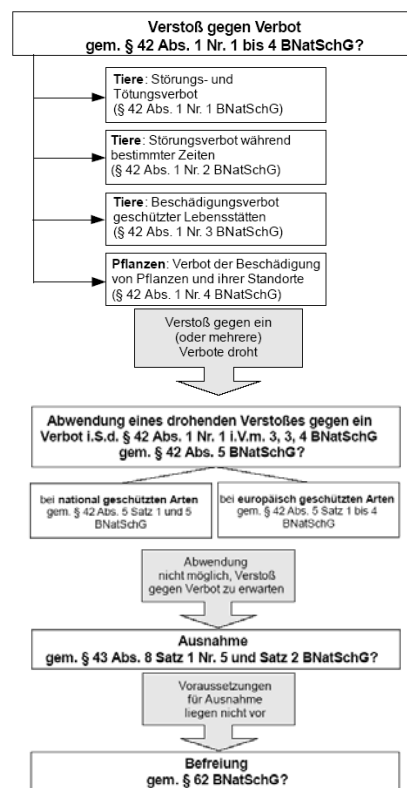 Verstoß gegen Verbot
gem. § 42 Abs. 1 Nr. 1 bis 4 BNatSchG?
Tiere: Störungs- und
Tötungsverbot
(§ 42 Abs. 1 Nr. 1 BNatSchG)
Tiere: Störungsverbot während
bestimmter Zeiten
(§ 42 Abs. 1 Nr. 2 BNatSchG)
Tiere: Beschädigungsverbot
geschützter Lebensstätten
(§ 42 Abs. 1 Nr. 3 BNatSchG)
Pflanzen: Verbot der Beschädigung
von Pflanzen und ihrer Standorte
(§ 42 Abs. 1 Nr. 4 BNatSchG)
Verstoß gegen ein
(oder mehrere)
Verbote droht
Abwendung eines drohenden Verstoßes gegen ein
Verbot i.S.d. § 42 Abs. 1 Nr. 1 i.V.m. 3, 3, 4 BNatSchG
gem. § 42 Abs. 5 BNatSchG?
bei national geschützten Arten
gem. § 42 Abs. 5 Satz 1 und 5
BNatSchG
bei europäisch geschützten Arten
gem. § 42 Abs. 5 Satz 1 bis 4
BNatSchG
Abwendung
nicht möglich, Verstoß
gegen Verbot zu erwarten
Ausnahme
gem. § 43 Abs. 8 Satz 1 Nr. 5 und Satz 2 BNatSchG?
Voraussetzungen
für Ausnahme
liegen nicht vor
Befreiung
gem. § 62 BNatSchG?